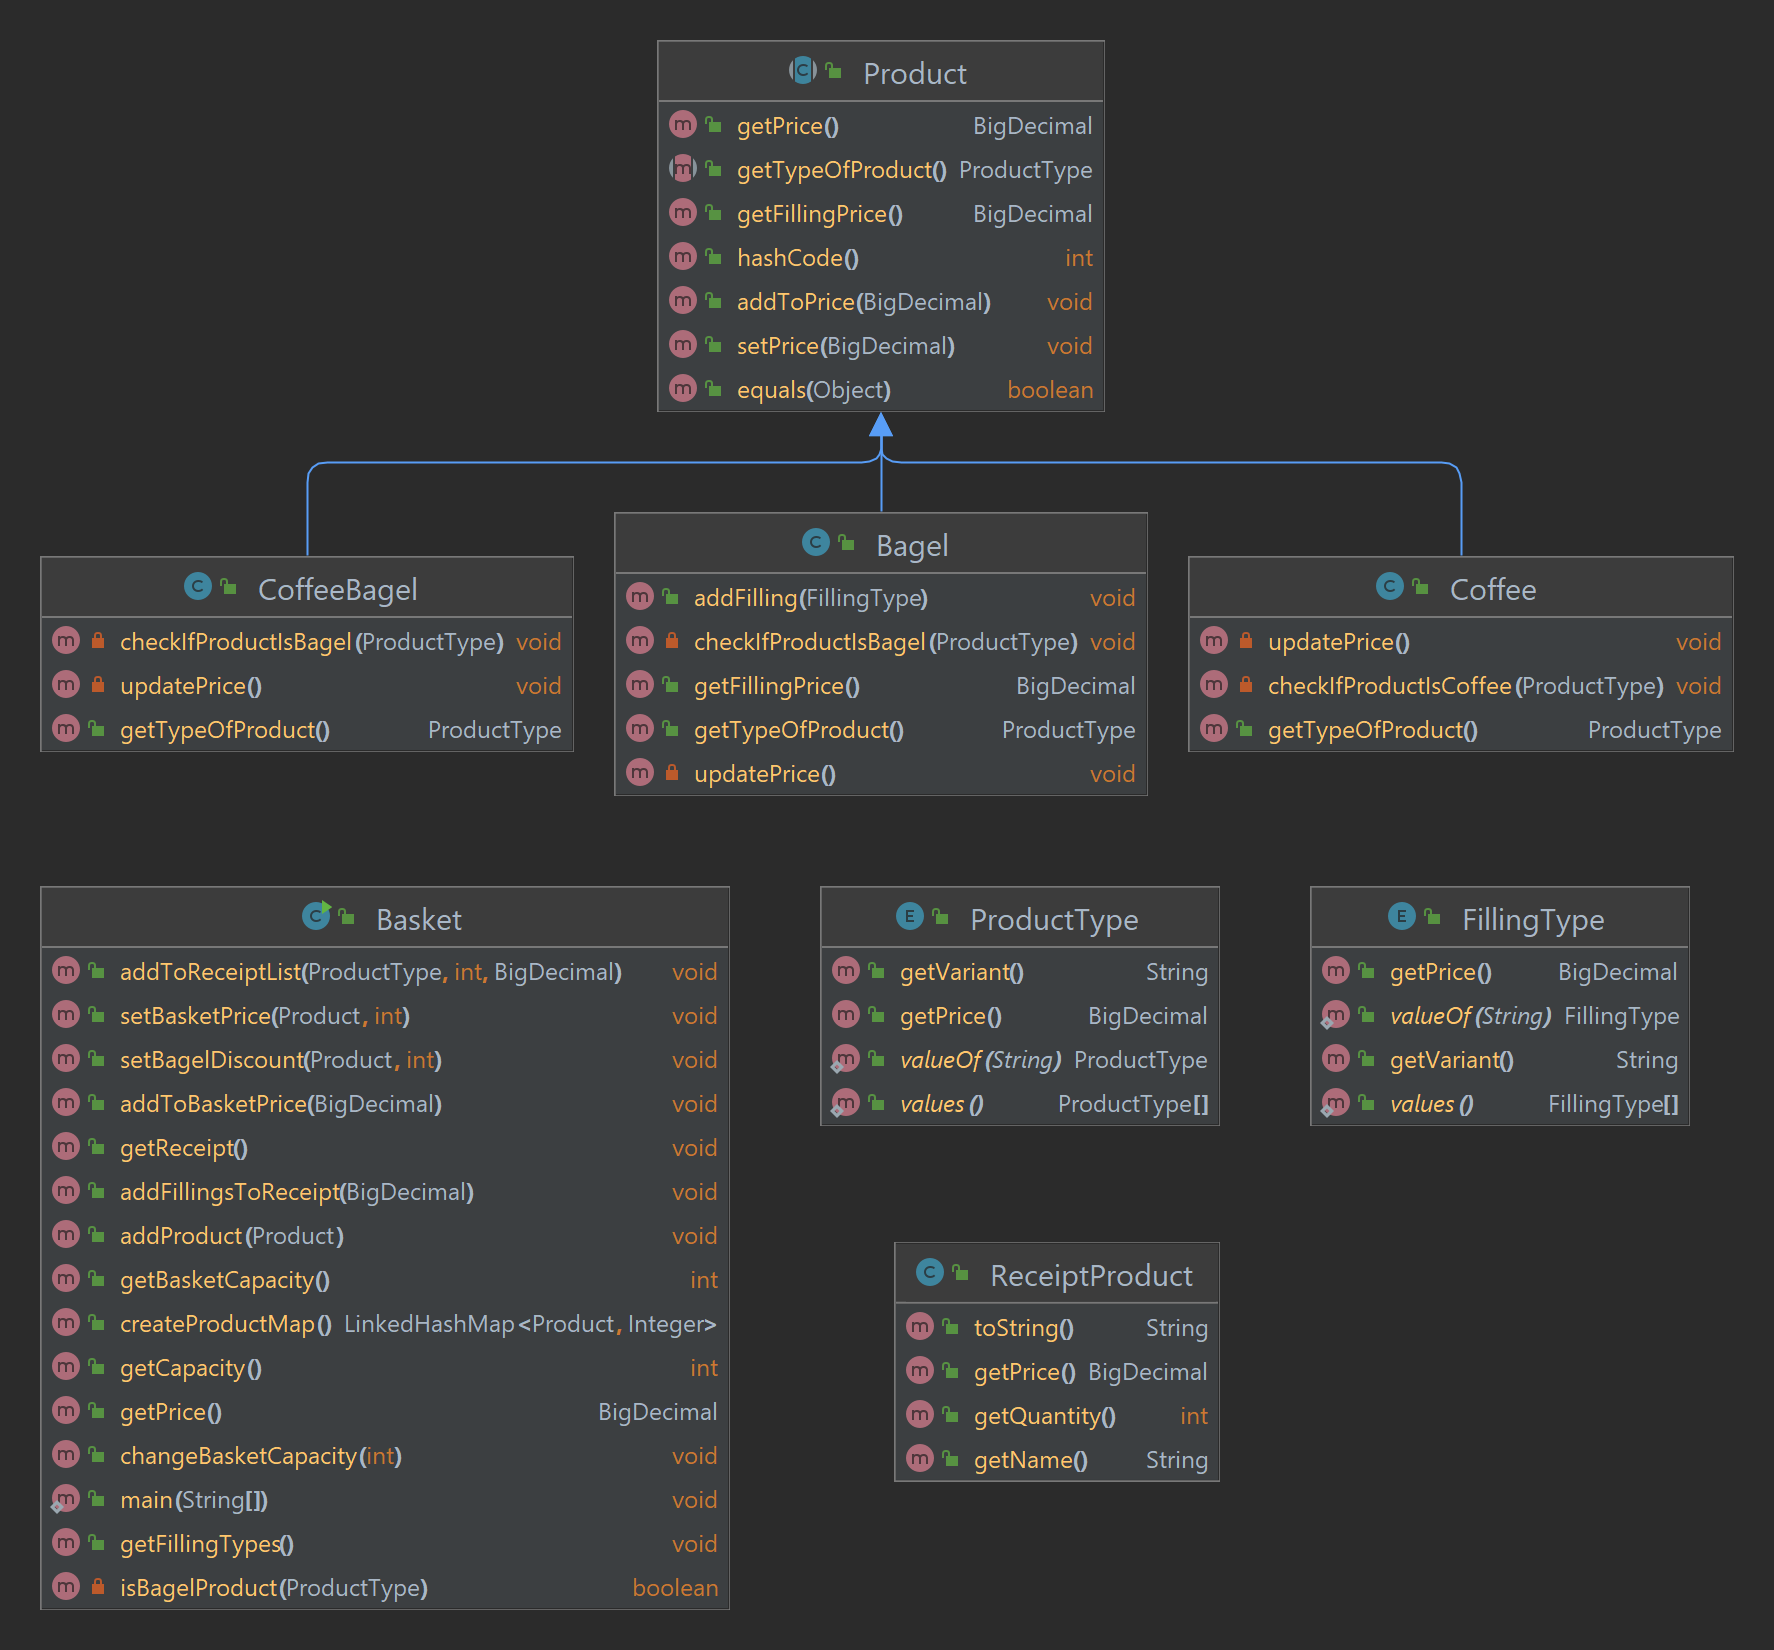 Product
getPrice() BigDecimal
getTypeOfProduct() ProductType
getFillingPrice() BigDecimal
hashCode() int
addToPrice(BigDecimal) void
setPrice(BigDecimal) void
equals(Object) boolean
CoffeeBagel
checkIfProductIsBagel(ProductType) void
updatePrice() void
getTypeOfProduct() ProductType
Bagel
addFilling(FillingType) void
checkIfProductIsBagel(ProductType) void
getFillingPrice() BigDecimal
getTypeOfProduct() ProductType
updatePrice() void
Coffee
updatePrice() void
checkIfProductIsCoffee(ProductType) void
getTypeOfProduct() ProductType
Basket
addToReceiptList(ProductType, int, BigDecimal) void
setBasketPrice(Product, int) void
setBagelDiscount(Product, int) void
addToBasketPrice(BigDecimal) void
getReceipt() void
addFillingsToReceipt(BigDecimal) void
addProduct(Product) void
getBasketCapacity() int
createProductMap() LinkedHashMap<Product, Integer>
getCapacity() int
getPrice() BigDecimal
changeBasketCapacity(int) void
main(String[]) void
getFillingTypes() void
isBagelProduct(ProductType) boolean
ProductType
getVariant() String
getPrice() BigDecimal
valueOf(String) ProductType
values() ProductType[]
FillingType
getPrice() BigDecimal
valueOf(String) FillingType
getVariant() String
values() FillingType[]
ReceiptProduct
toString() String
getPrice() BigDecimal
getQuantity() int
getName() String